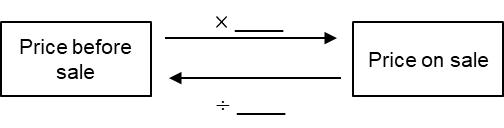 × ____
Price before
sale
Price on sale
÷ ____